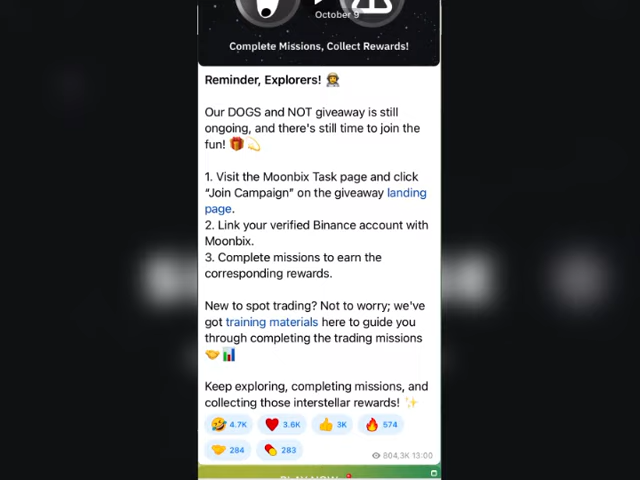 October 9
Complete Missions, Collect Rewards!
Reminder, Explorers! 👩‍🚀
Our DOGS and NOT giveaway is still
ongoing, and there's still time to join the
fun! 🎁 💫
1. Visit the Moonbix Task page and click
“Join Campaign” on the giveaway landing
page.
2. Link your verified Binance account with
Moonbix.
3. Complete missions to earn the
corresponding rewards.
New to spot trading? Not to worry; we've
got training materials here to guide you
through completing the trading missions
🤝 📊
Keep exploring, completing missions, and
collecting those interstellar rewards! ✨
🤣 4.7K ❤️ 3.6K 👍 3K 🔥 574
🤝 284 💊 283 804,3K 13:00